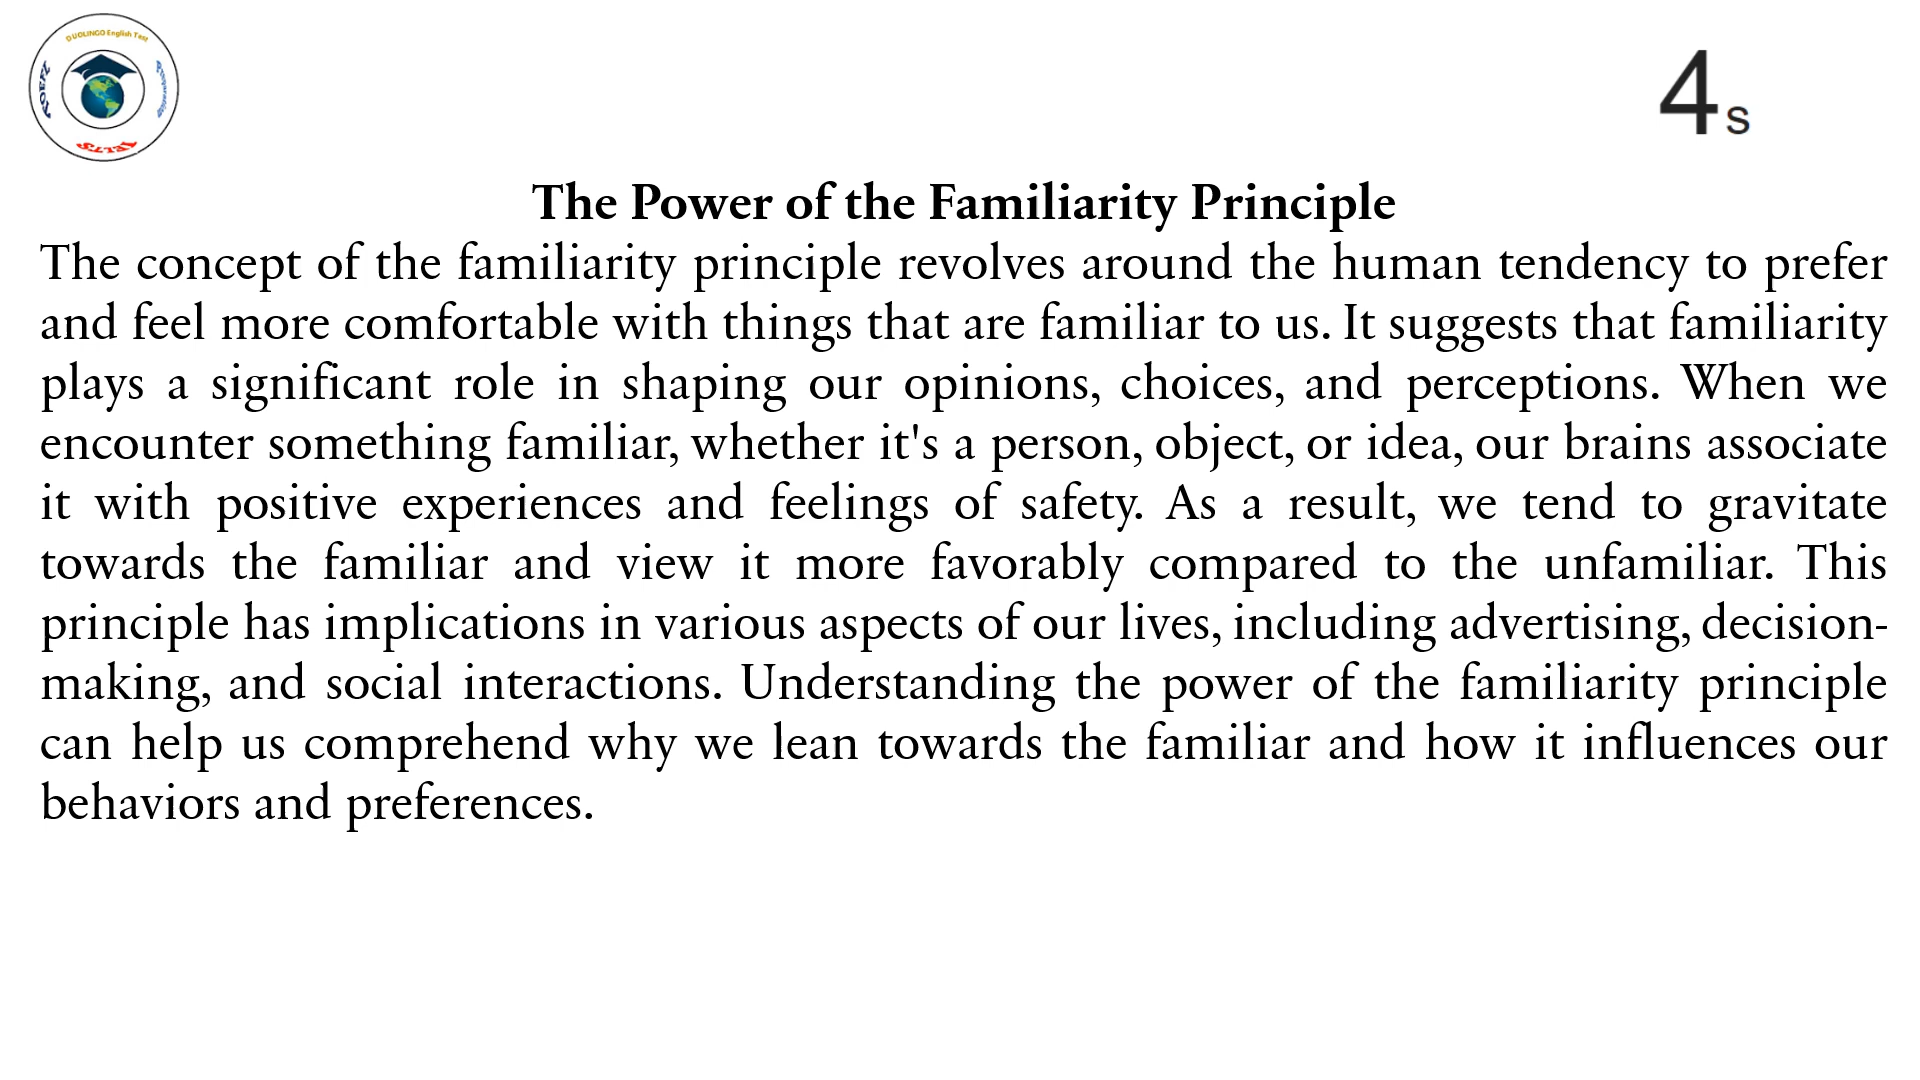 DUOLINGO English Test
IELTS
4s
The Power of the Familiarity Principle
The concept of the familiarity principle revolves around the human tendency to prefer
and feel more comfortable with things that are familiar to us. It suggests that familiarity
plays a significant role in shaping our opinions, choices, and perceptions. When we
encounter something familiar, whether it's a person, object, or idea, our brains associate
it with positive experiences and feelings of safety. As a result, we tend to gravitate
towards the familiar and view it more favorably compared to the unfamiliar. This
principle has implications in various aspects of our lives, including advertising, decision-
making, and social interactions. Understanding the power of the familiarity principle
can help us comprehend why we lean towards the familiar and how it influences our
behaviors and preferences.